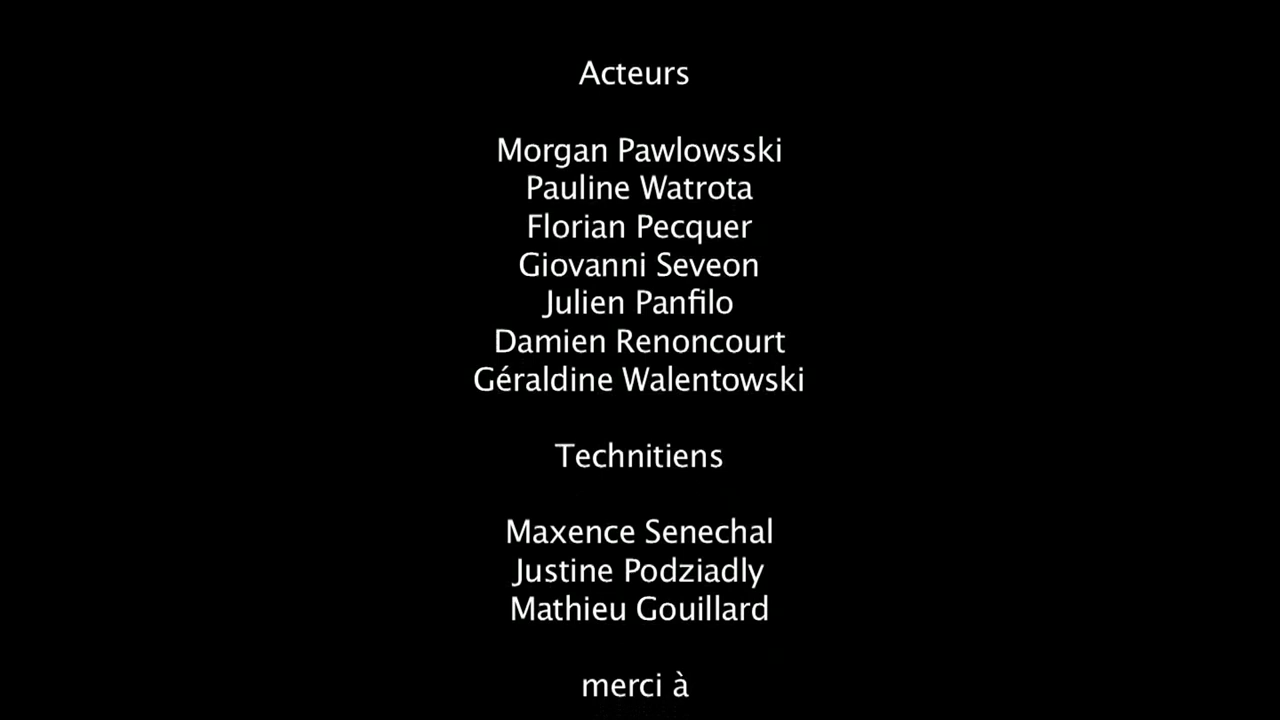 Acteurs
Morgan Pawlowsski
Pauline Watrota
Florian Pecquer
Giovanni Seveon
Julien Panfilo
Damien Renoncourt
Géraldine Walentowski
Technitiens
Maxence Senechal
Justine Podziadly
Mathieu Gouillard
merci à